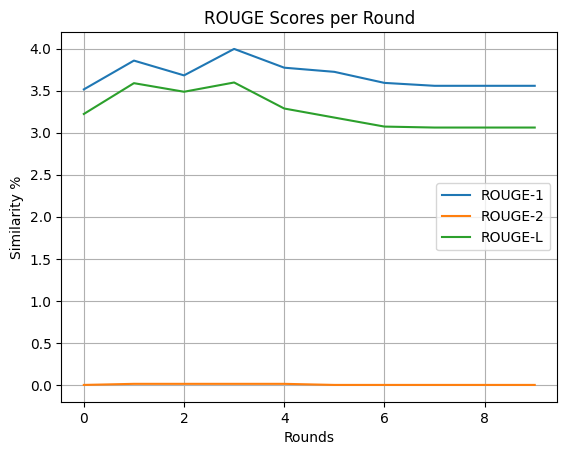 ROUGE Scores per Round
Similarity %
4.0
3.5
3.0
2.5
2.0
1.5
1.0
0.5
0.0
ROUGE-1
ROUGE-2
ROUGE-L
0 2 4 6 8
Rounds